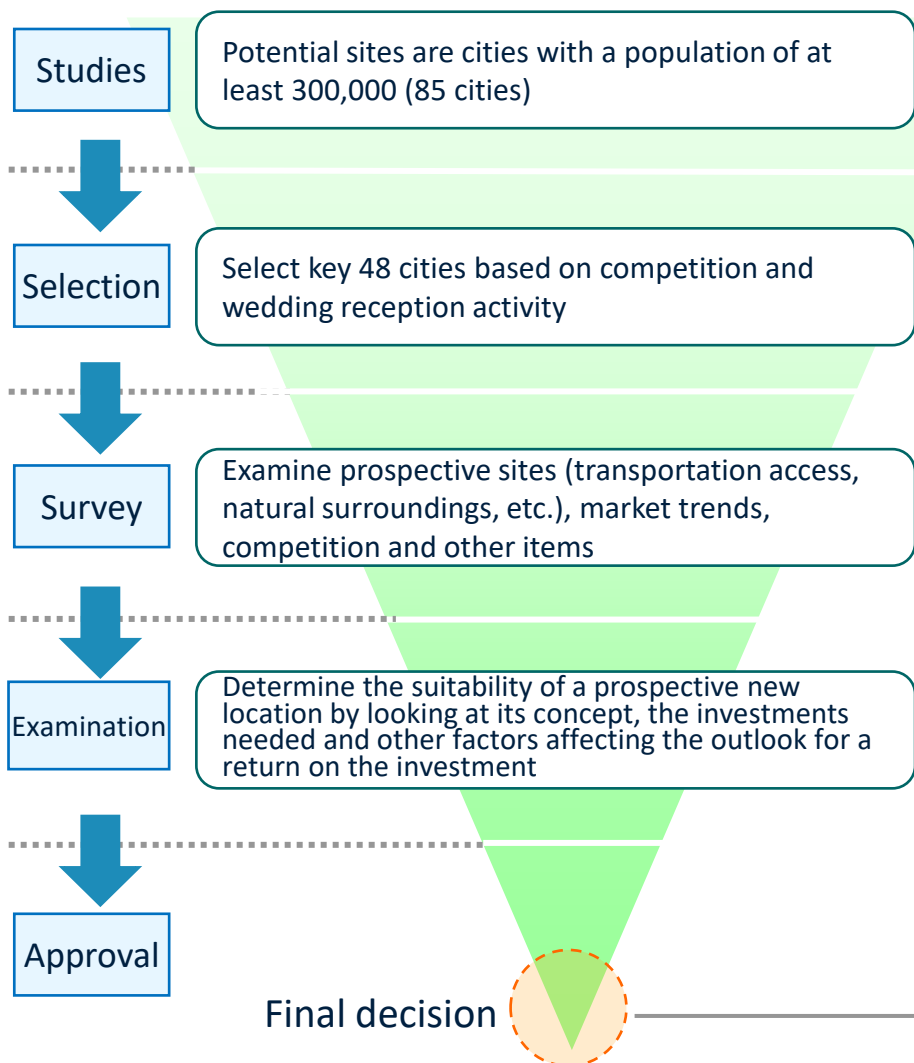 Studies
Potential sites are cities with a population of at
least 300,000 (85 cities)
Selection
Select key 48 cities based on competition and
wedding reception activity
Survey
Examine prospective sites (transportation access,
natural surroundings, etc.), market trends,
competition and other items
Examination
Determine the suitability of a prospective new
location by looking at its concept, the investments
needed and other factors affecting the outlook for a
return on the investment
Approval
Final decision